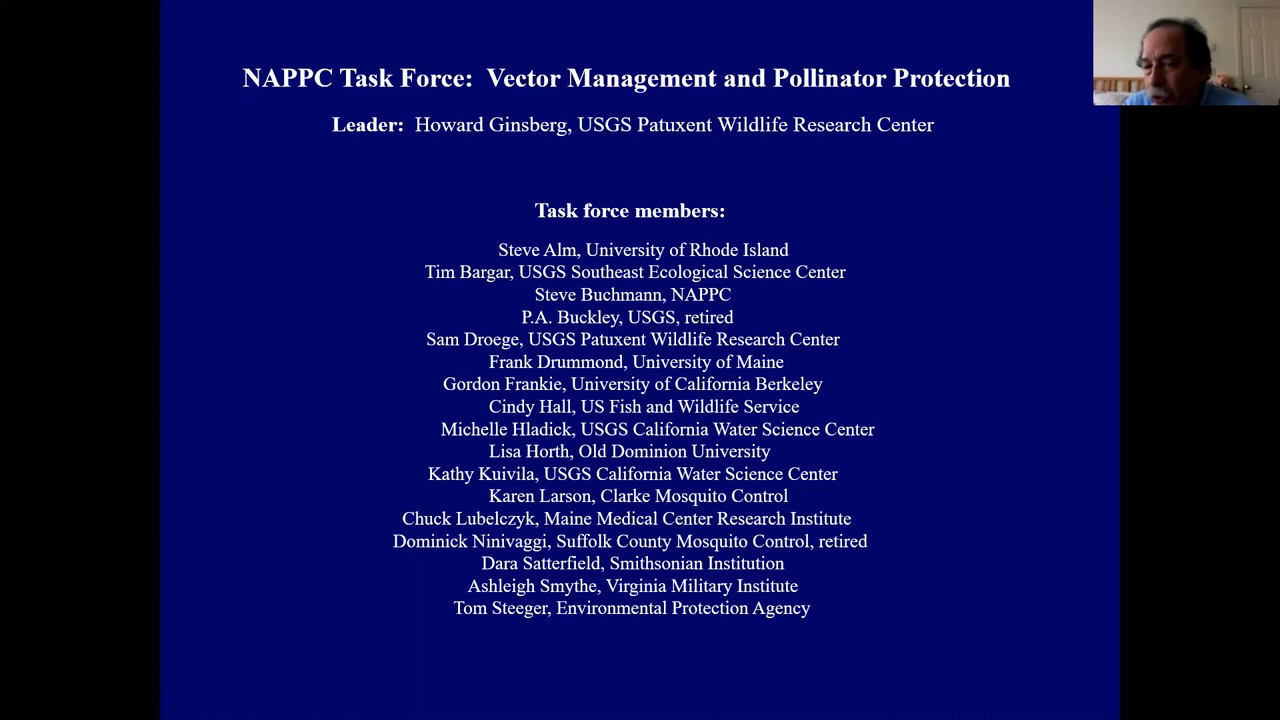 NAPPC Task Force: Vector Management and Pollinator Protection
Leader: Howard Ginsberg, USGS Patuxent Wildlife Research Center
Task force members:
Steve Alm, University of Rhode Island
Tim Bargar, USGS Southeast Ecological Science Center
Steve Buchmann, NAPPC
P.A. Buckley, USGS, retired
Sam Droege, USGS Patuxent Wildlife Research Center
Frank Drummond, University of Maine
Gordon Frankie, University of California Berkeley
Cindy Hall, US Fish and Wildlife Service
Michelle Hladick, USGS California Water Science Center
Lisa Horth, Old Dominion University
Kathy Kuivila, USGS California Water Science Center
Karen Larson, Clarke Mosquito Control
Chuck Lubelczyk, Maine Medical Center Research Institute
Dominick Ninivaggi, Suffolk County Mosquito Control, retired
Dara Satterfield, Smithsonian Institution
Ashleigh Smythe, Virginia Military Institute
Tom Steeger, Environmental Protection Agency